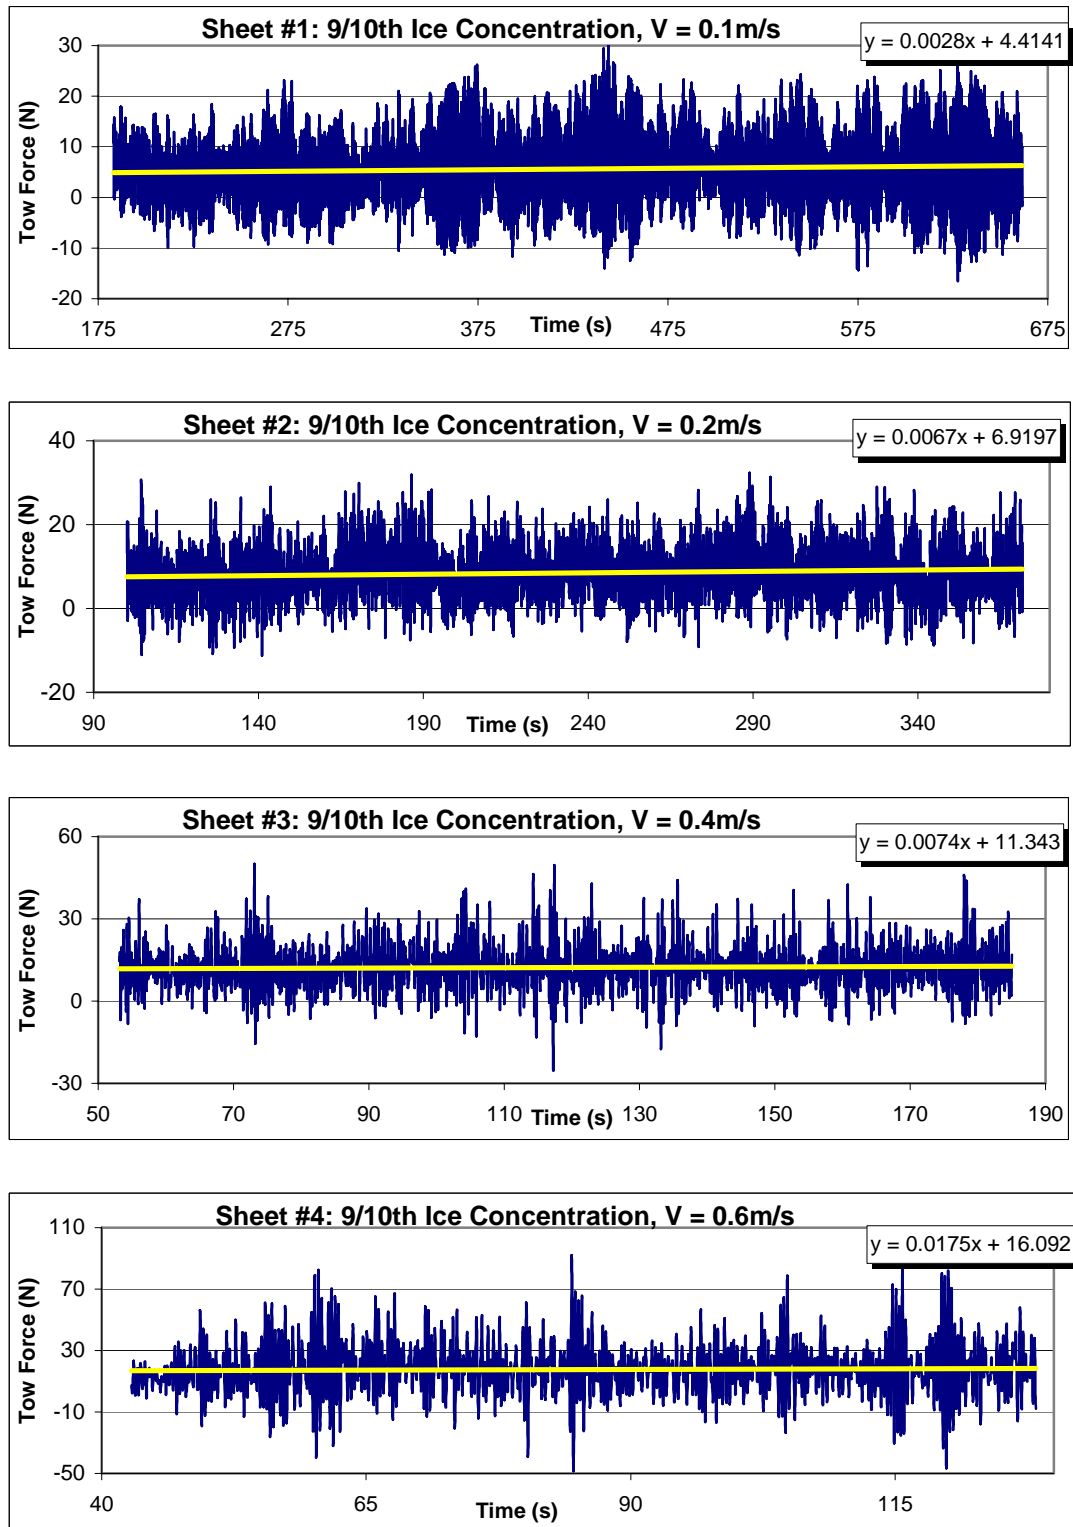 Sheet #1: 9/10th Ice Concentration, V = 0.1m/s
y = 0.0028x + 4.4141
30
20
10
0
-10
-20
Tow Force (N)
175 275 375 475 575 675
Time (s)
Sheet #2: 9/10th Ice Concentration, V = 0.2m/s
y = 0.0067x + 6.9197
40
20
0
-20
Tow Force (N)
90 140 190 240 290 340
Time (s)
Sheet #3: 9/10th Ice Concentration, V = 0.4m/s
y = 0.0074x + 11.343
60
30
0
-30
Tow Force (N)
50 70 90 110 130 150 170 190
Time (s)
Sheet #4: 9/10th Ice Concentration, V = 0.6m/s
y = 0.0175x + 16.092
110
70
30
-10
-50
Tow Force (N)
40 65 90 115
Time (s)